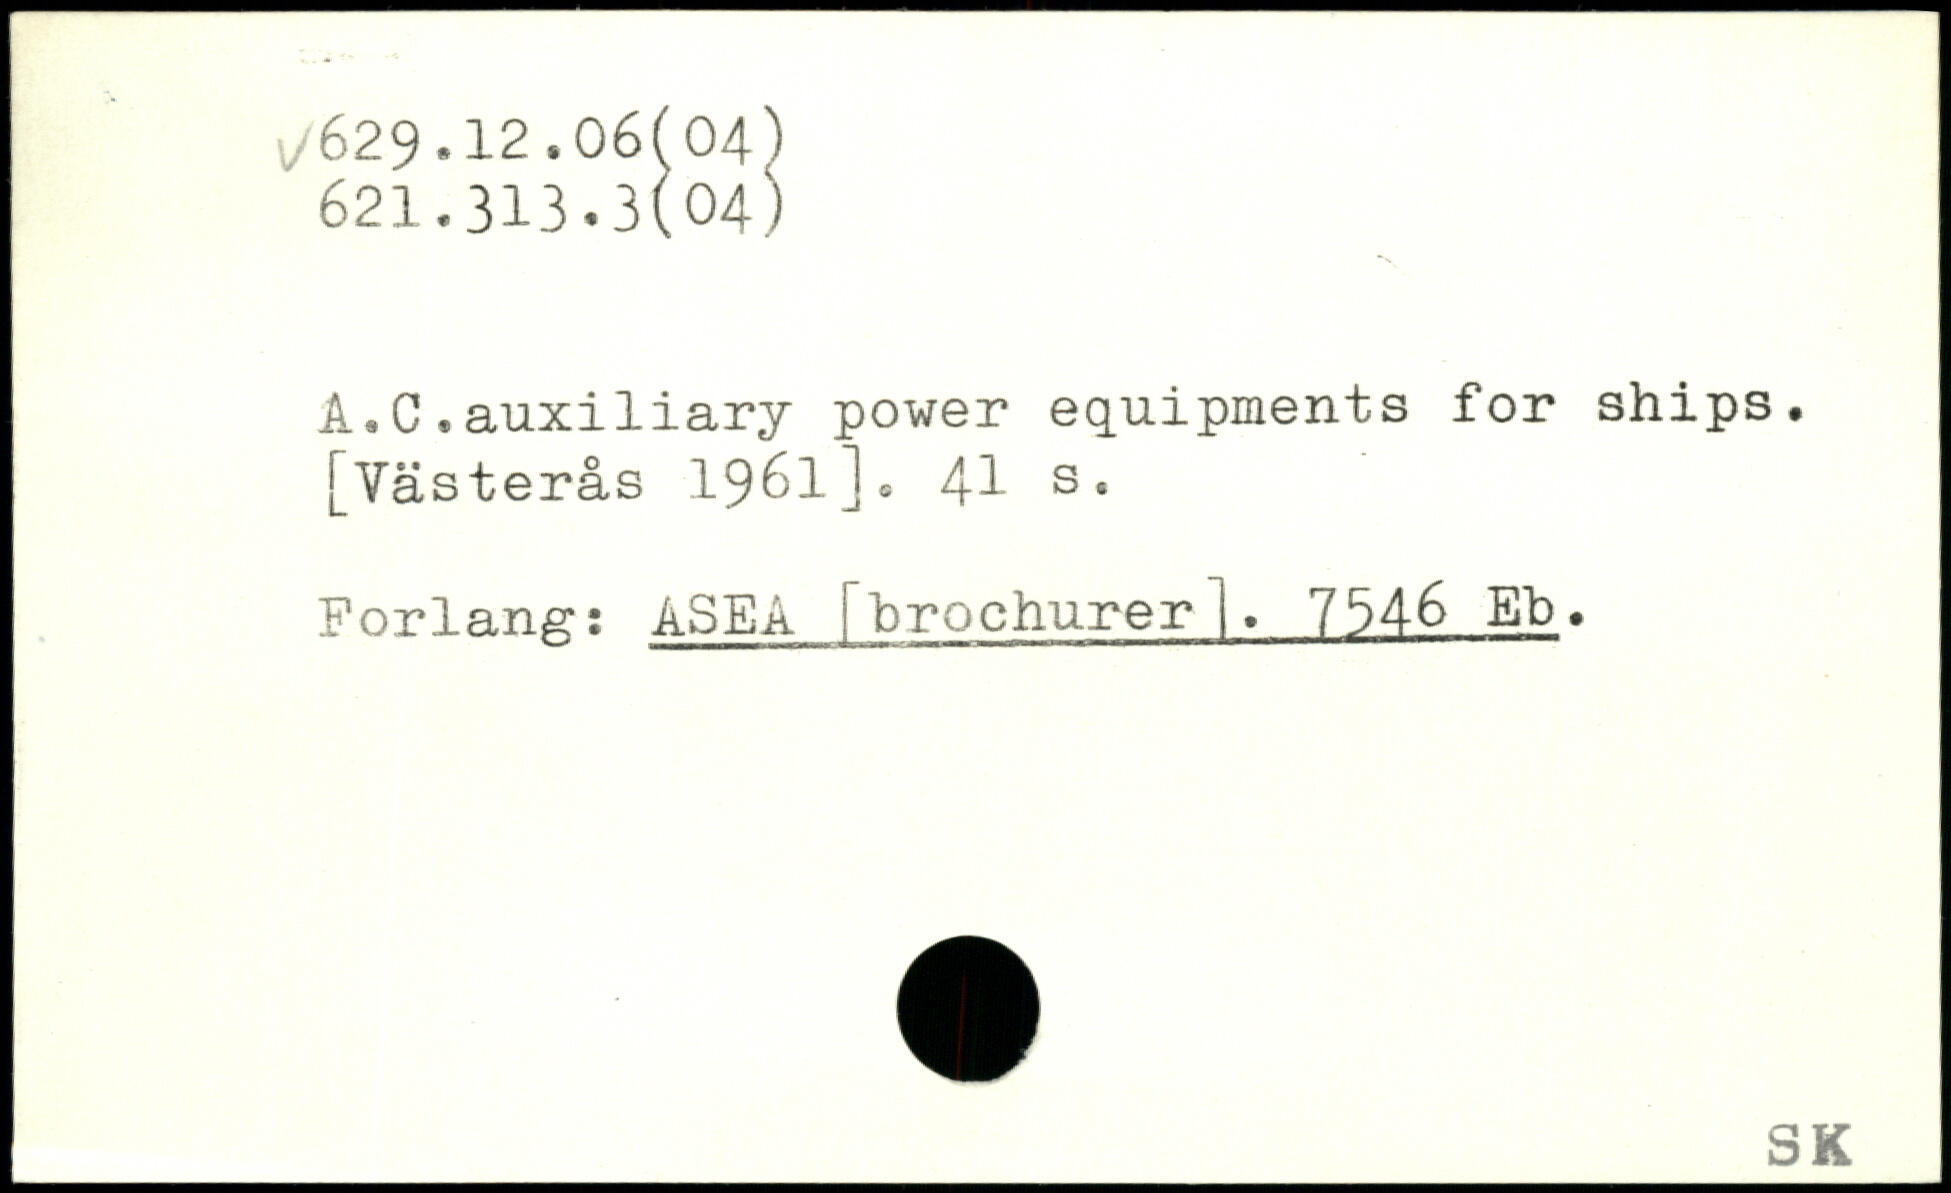 √629.12.06(04)
621.313.3(04)
A.C.auxiliary power equipments for ships.
[Västerås 1961]. 41 s.
Forlang: ASEA [brochurer]. 7546 Eb.
SK